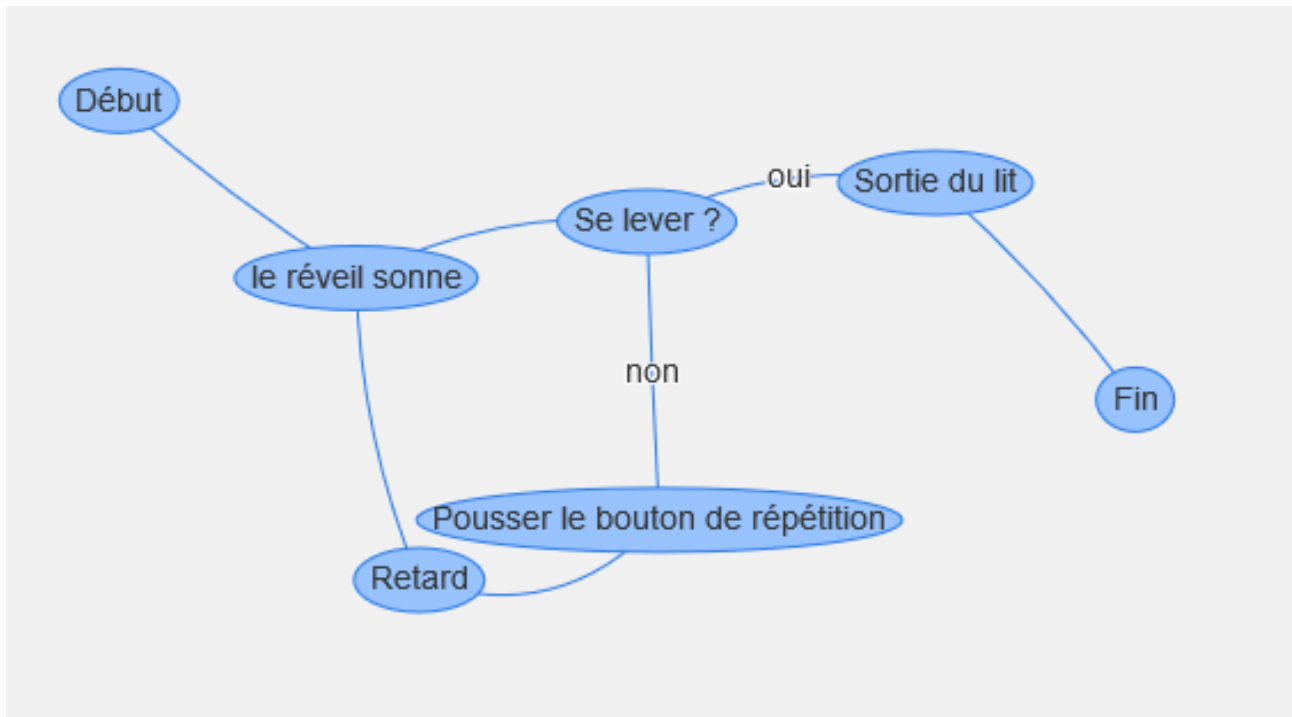 Début
le réveil sonne
Se lever ?
oui
Sortie du lit
non
Fin
Pousser le bouton de répétition
Retard